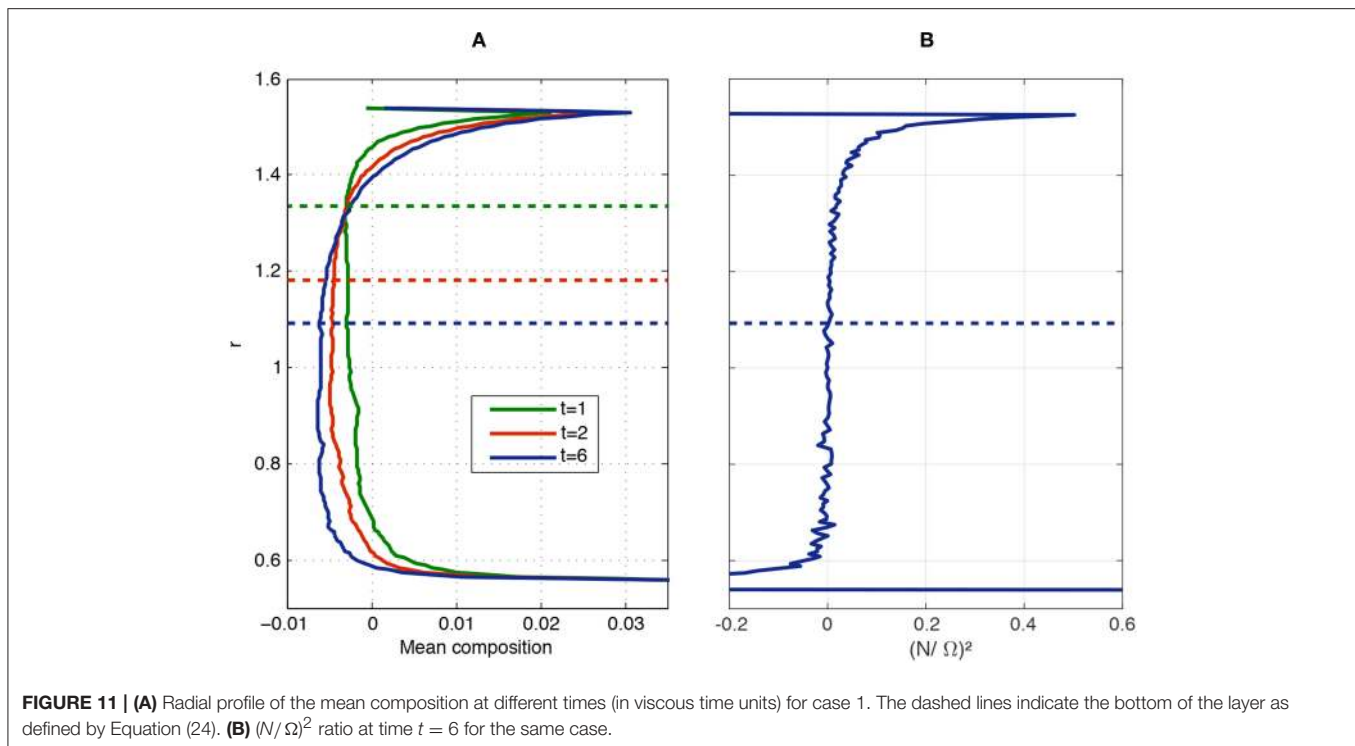 A
B
1.6
1.4
1.2
1
0.8
0.6
r
t=1
t=2
t=6
−0.01 0 0.01 0.02 0.03
Mean composition
-0.2 0 0.2 0.4 0.6
(N/ Ω)²
FIGURE 11 | (A) Radial profile of the mean composition at different times (in viscous time units) for case 1. The dashed lines indicate the bottom of the layer as
defined by Equation (24). (B) (N/Ω)² ratio at time t = 6 for the same case.